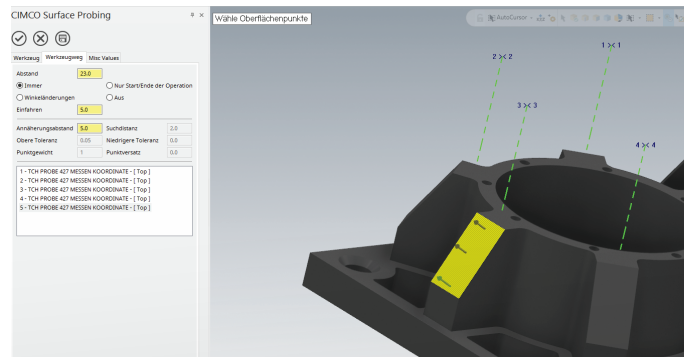 CIMCO Surface Probing
Wähle Oberflächenpunkte
AutoCursor
Werkzeug Werkzeugweg Misc Values
Abstand 23.0
Immer Nur Start/Ende der Operation
Winkeländerungen Aus
Einfahren 5.0
Annäherungsabstand 5.0 Suchdistanz 2.0
Obere Toleranz 0.05 Niedrigere Toleranz 0.0
Punktgewicht 1 Punktversatz 0.0
1 - TCH PROBE 427 MESSEN KOORDINATE - [ Top ]
2 - TCH PROBE 427 MESSEN KOORDINATE - [ Top ]
3 - TCH PROBE 427 MESSEN KOORDINATE - [ Top ]
4 - TCH PROBE 427 MESSEN KOORDINATE - [ Top ]
5 - TCH PROBE 427 MESSEN KOORDINATE - [ Top ]
1 >< 1
2 >< 2
3 >< 3
4 >< 4